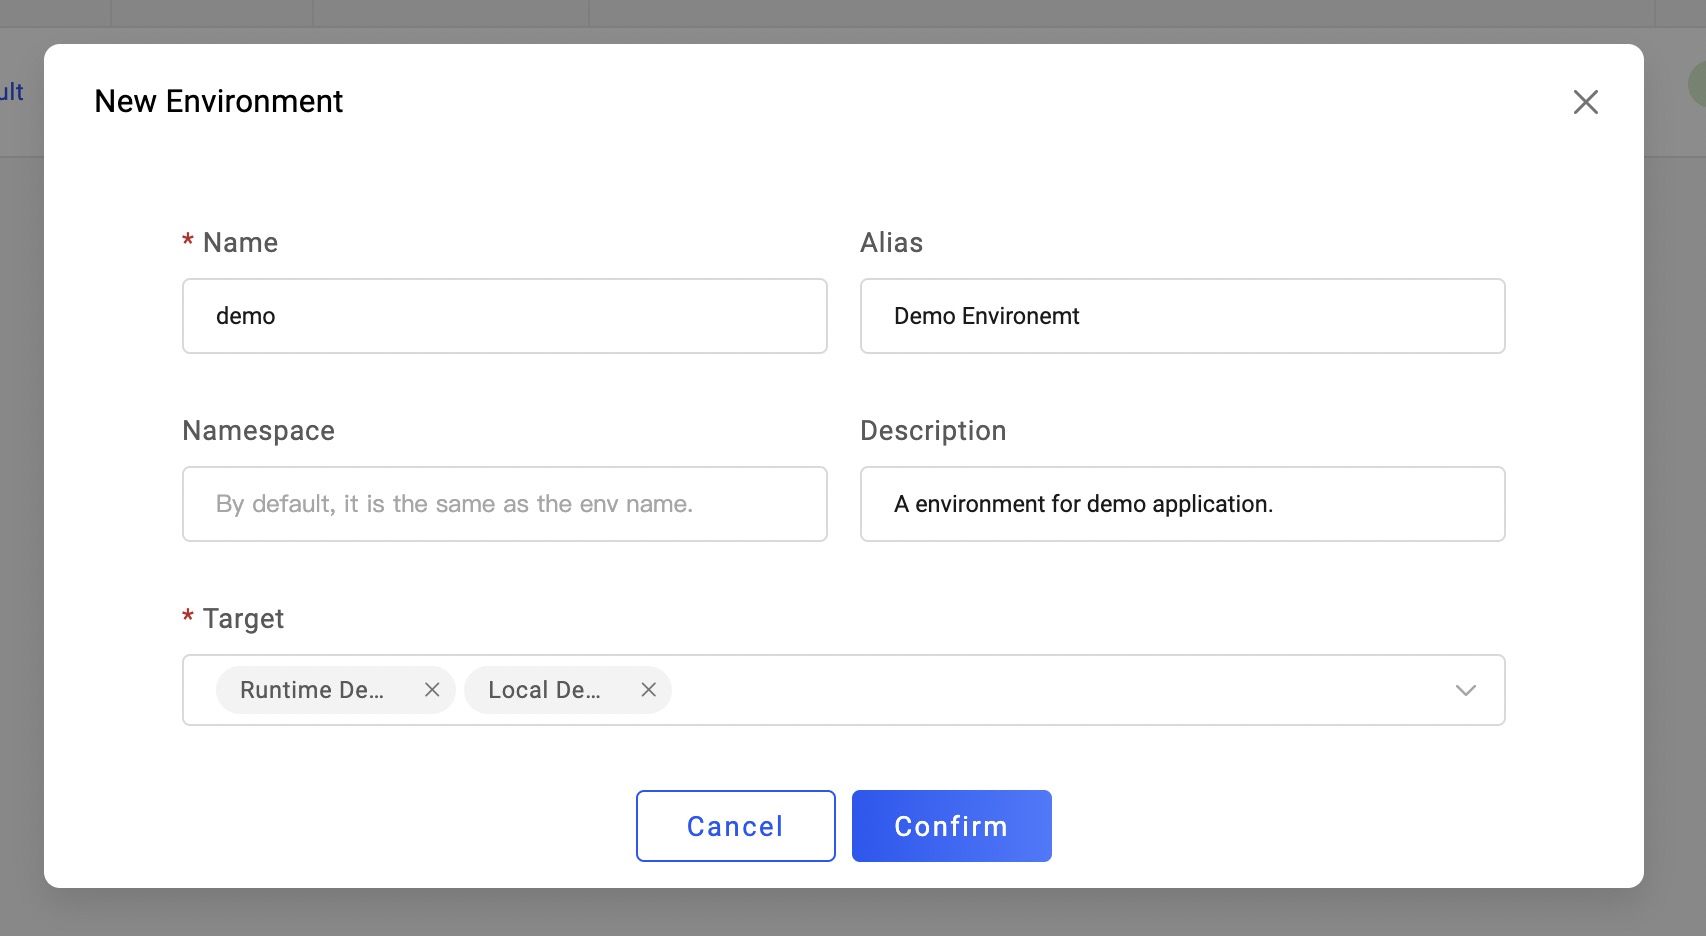 ult
New Environment
* Name
Alias
demo
Demo Environemt
Namespace
Description
By default, it is the same as the env name.
A environment for demo application.
* Target
Runtime De...
Local De...
Cancel
Confirm